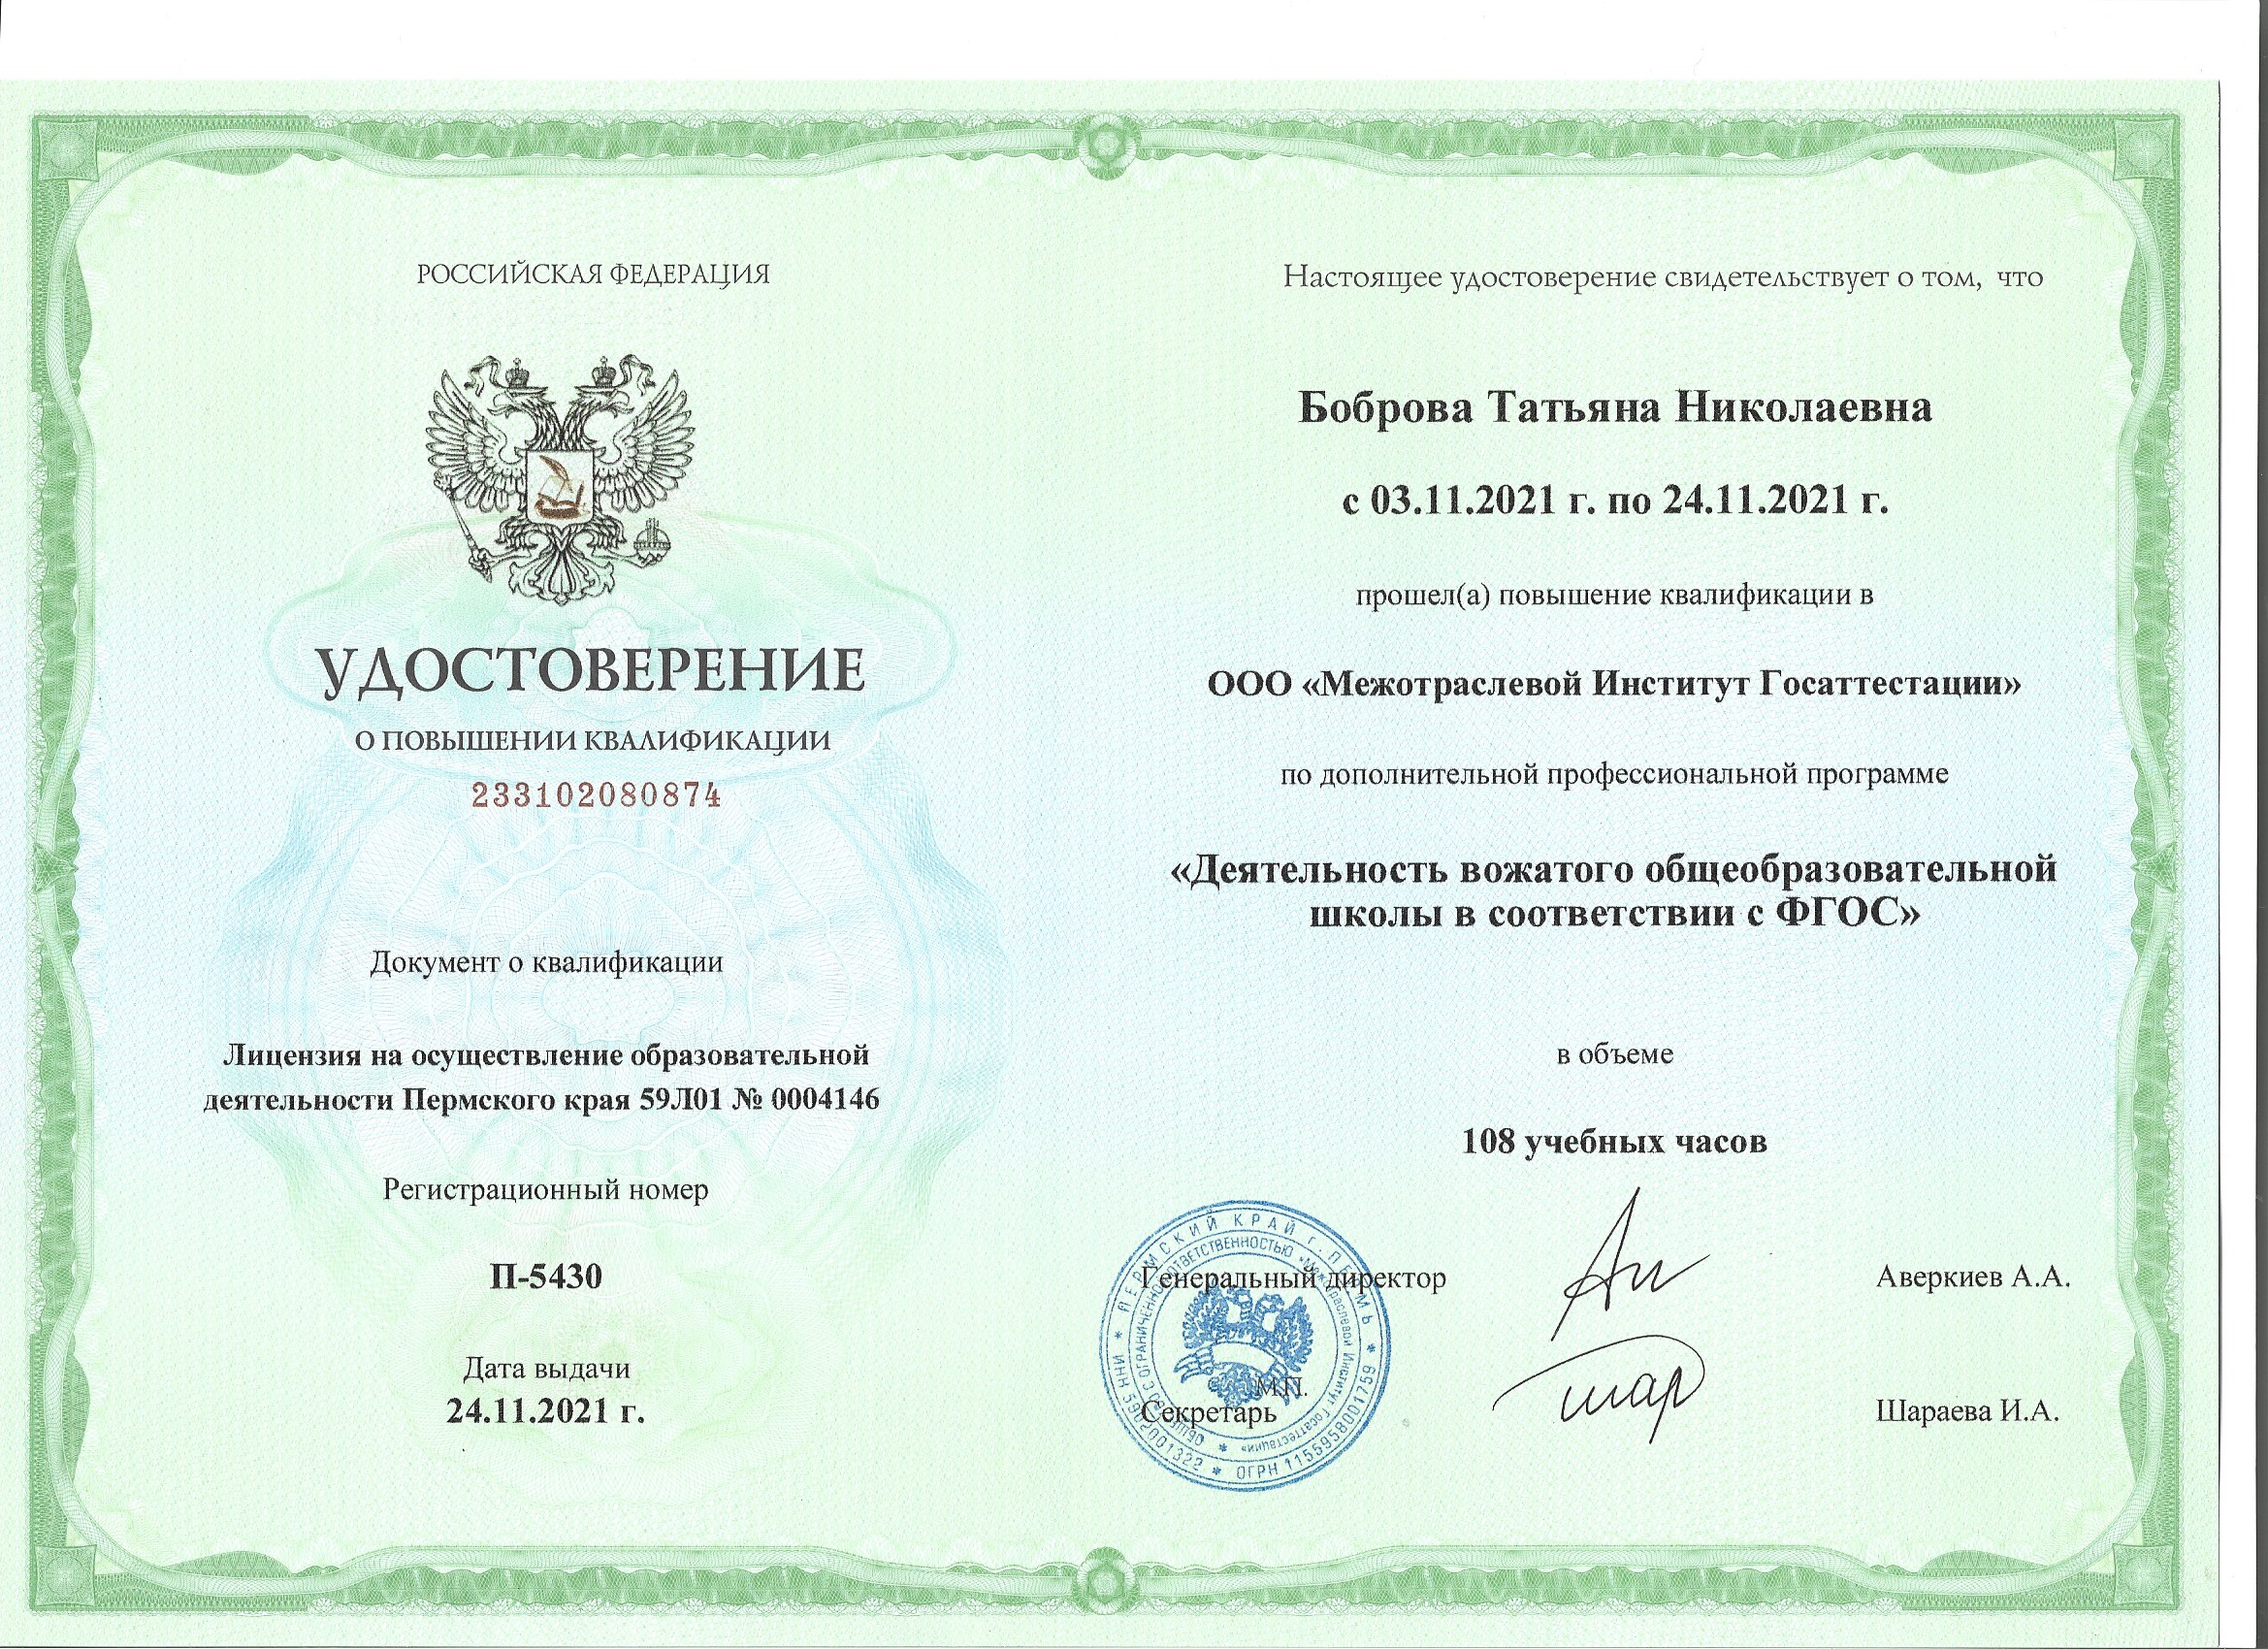 РОССИЙСКАЯ ФЕДЕРАЦИЯ
УДОСТОВЕРЕНИЕ
О ПОВЫШЕНИИ КВАЛИФИКАЦИИ
233102080874
Документ о квалификации
Лицензия на осуществление образовательной
деятельности Пермского края 59Л01 № 0004146
Регистрационный номер
П-5430
Дата выдачи
24.11.2021 г.
Настоящее удостоверение свидетельствует о том, что
Боброва Татьяна Николаевна
с 03.11.2021 г. по 24.11.2021 г.
прошел(а) повышение квалификации в
ООО «Межотраслевой Институт Госаттестации»
по дополнительной профессиональной программе
«Деятельность вожатого общеобразовательной
школы в соответствии с ФГОС»
в объеме
108 учебных часов
Генеральный директор
Аверкиев А.А.
М.П.
Секретарь
Шараева И.А.
шар
ПЕРМСКИЙ КРАЙ г. ПЕРМЬ * ОГРН 1155958001759 * ИНН 5902001322 *
с ограниченной ответственностью «Межотраслевой Институт Госаттестации» *